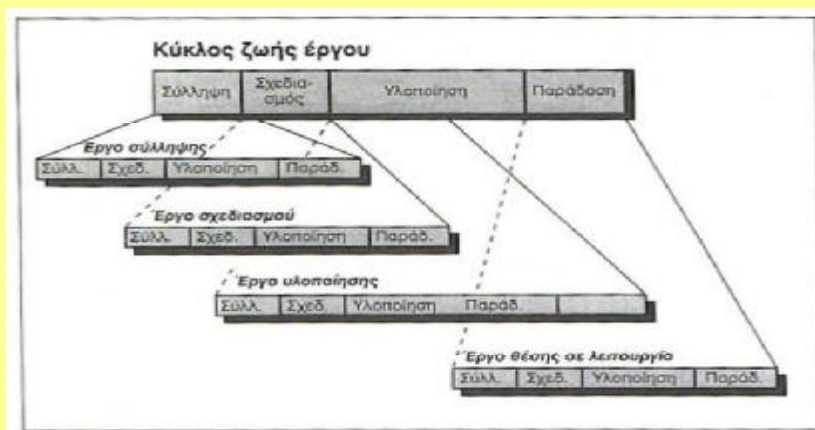 Κύκλος ζωής έργου
Σύλληψη Σχεδια-σμός Υλοποίηση Παράδοση
Έργο σύλληψης
Σύλλ. Σχεδ. Υλοποίηση Παράδ.
Έργο σχεδιασμού
Σύλλ. Σχεδ. Υλοποίηση Παράδ.
Έργο υλοποίησης
Σύλλ. Σχεδ. Υλοποίηση Παράδ.
Έργο θέσης σε λειτουργία
Σύλλ. Σχεδ. Υλοποίηση Παράδ.